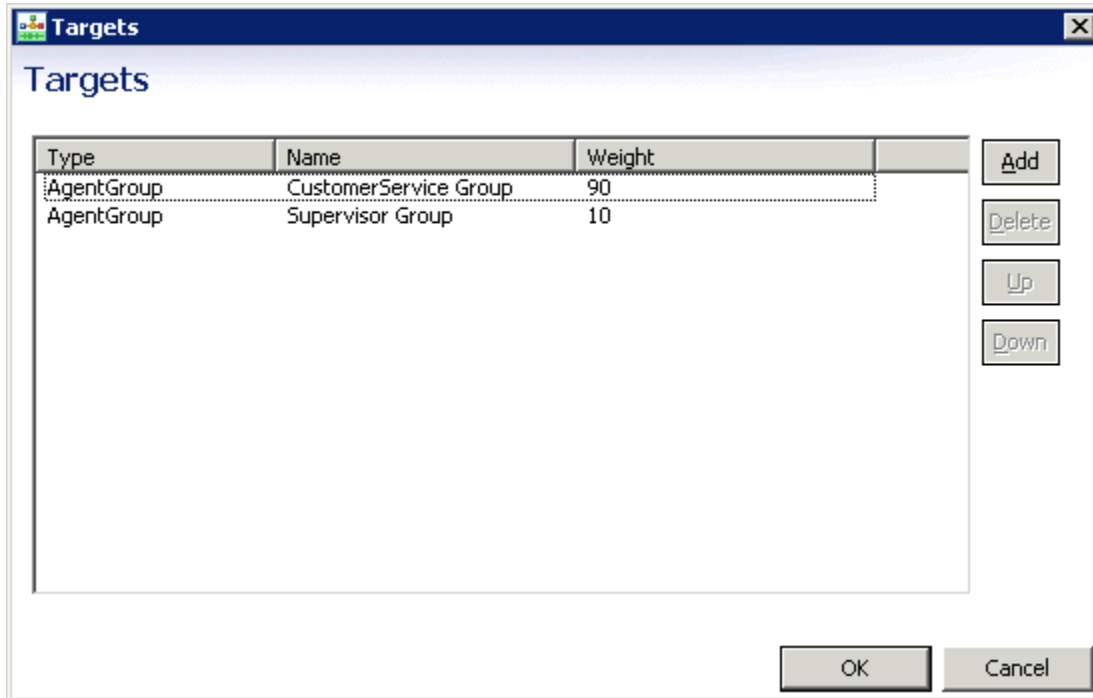 Targets
Targets
Type Name Weight
AgentGroup CustomerService Group 90
AgentGroup Supervisor Group 10
Add
Delete
Up
Down
OK Cancel